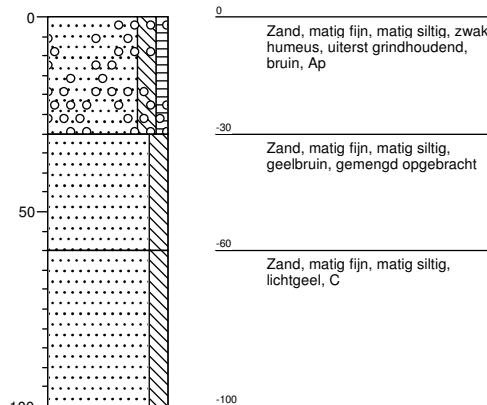 0
0
Zand, matig fijn, matig siltig, zwak
humeus, uiterst grindhoudend,
bruin, Ap
-30
Zand, matig fijn, matig siltig,
geelbruin, gemengd opgebracht
50
-60
Zand, matig fijn, matig siltig,
lichtgeel, C
100
-100